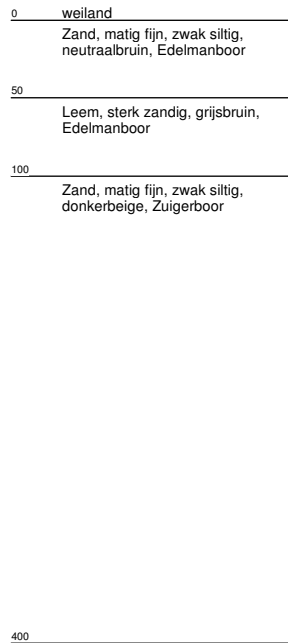 0 weiland
Zand, matig fijn, zwak siltig,
neutraalbruin, Edelmanboor
50
Leem, sterk zandig, grijsbruin,
Edelmanboor
100
Zand, matig fijn, zwak siltig,
donkerbeige, Zuigerboor
400